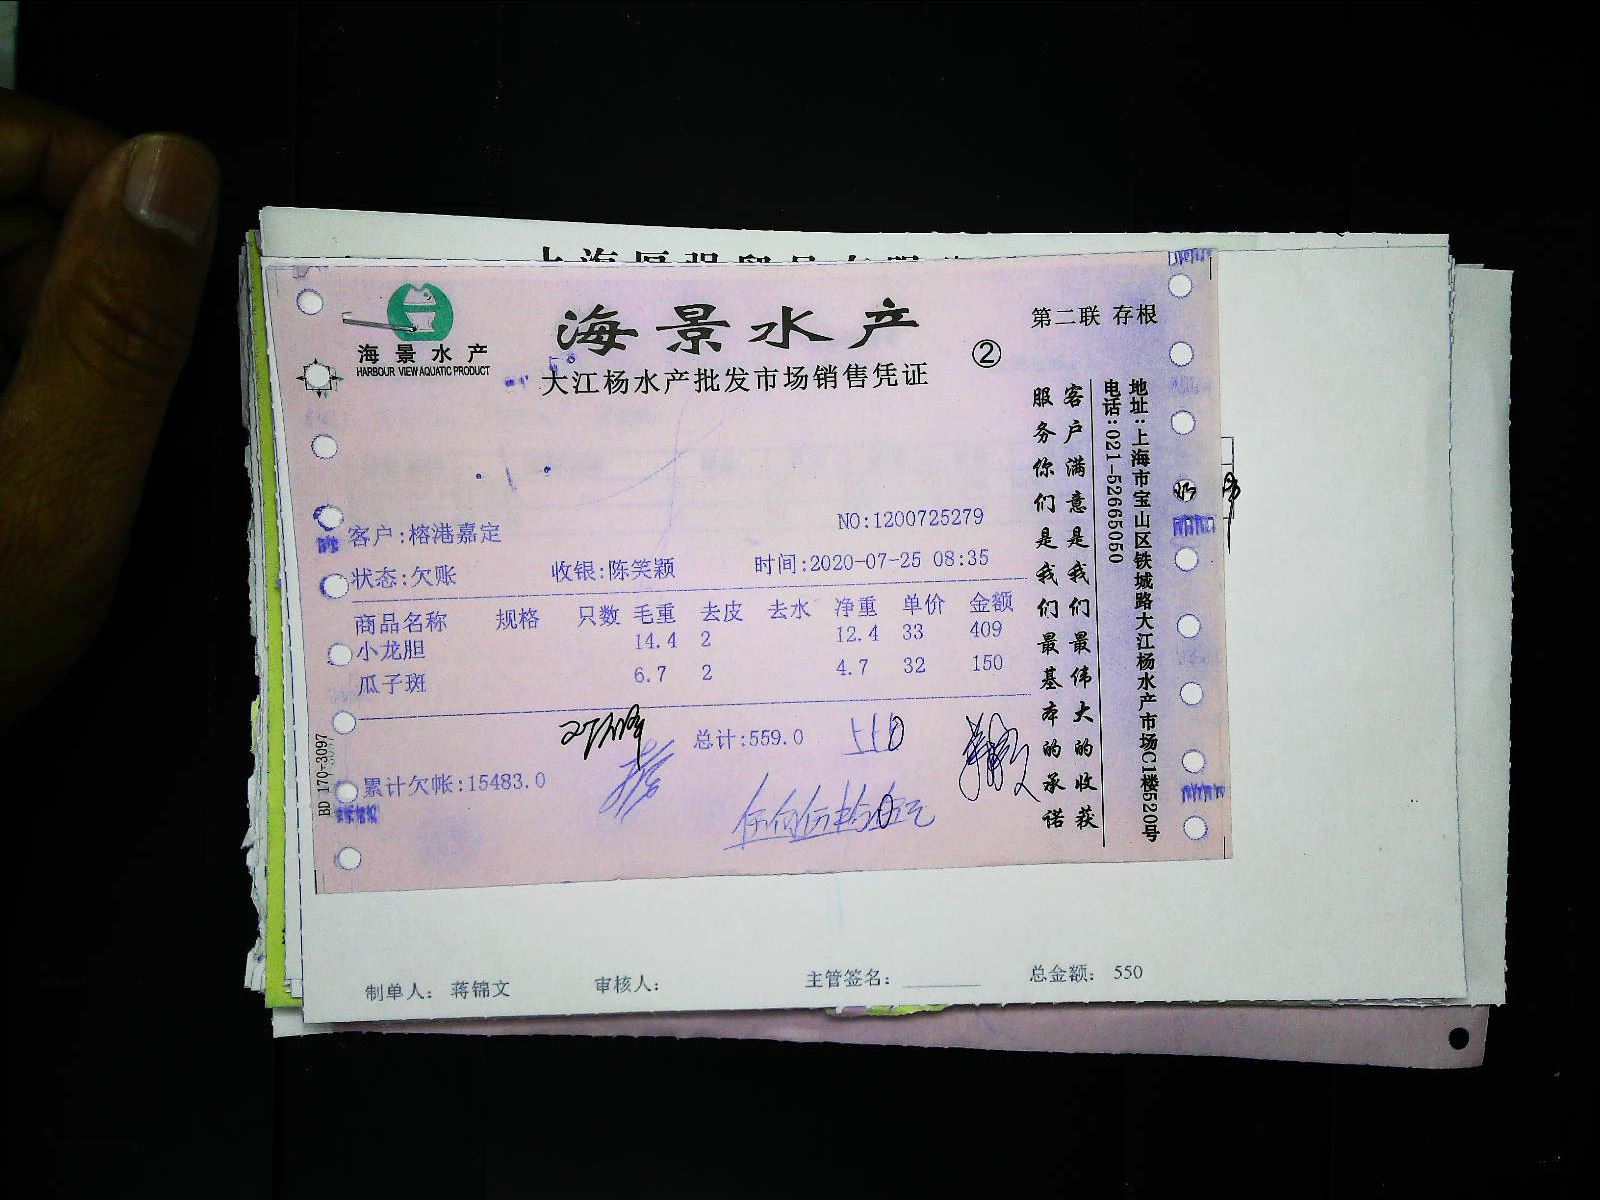 海景水产
HARBOUR VIEW AQUATIC PRODUCT
海景水产
大江杨水产批发市场销售凭证
②
第二联 存根
客户:榕港嘉定
NO:1200725279
状态:欠账 收银:陈笑颖 时间:2020-07-25 08:35
商品名称 规格 只数 毛重 去皮 去水 净重 单价 金额
小龙胆 14.4 2 12.4 33 409
瓜子斑 6.7 2 4.7 32 150
总计:559.0 550
累计欠帐:15483.0
客户满意是我们最伟大的收获
服务你们是我们最基本的承诺
地址:上海市宝山区铁城路大江杨水产市场C1楼520号
电话:021-52665050
BD 170-3097
制单人: 蒋锦文 审核人: 主管签名: 总金额: 550